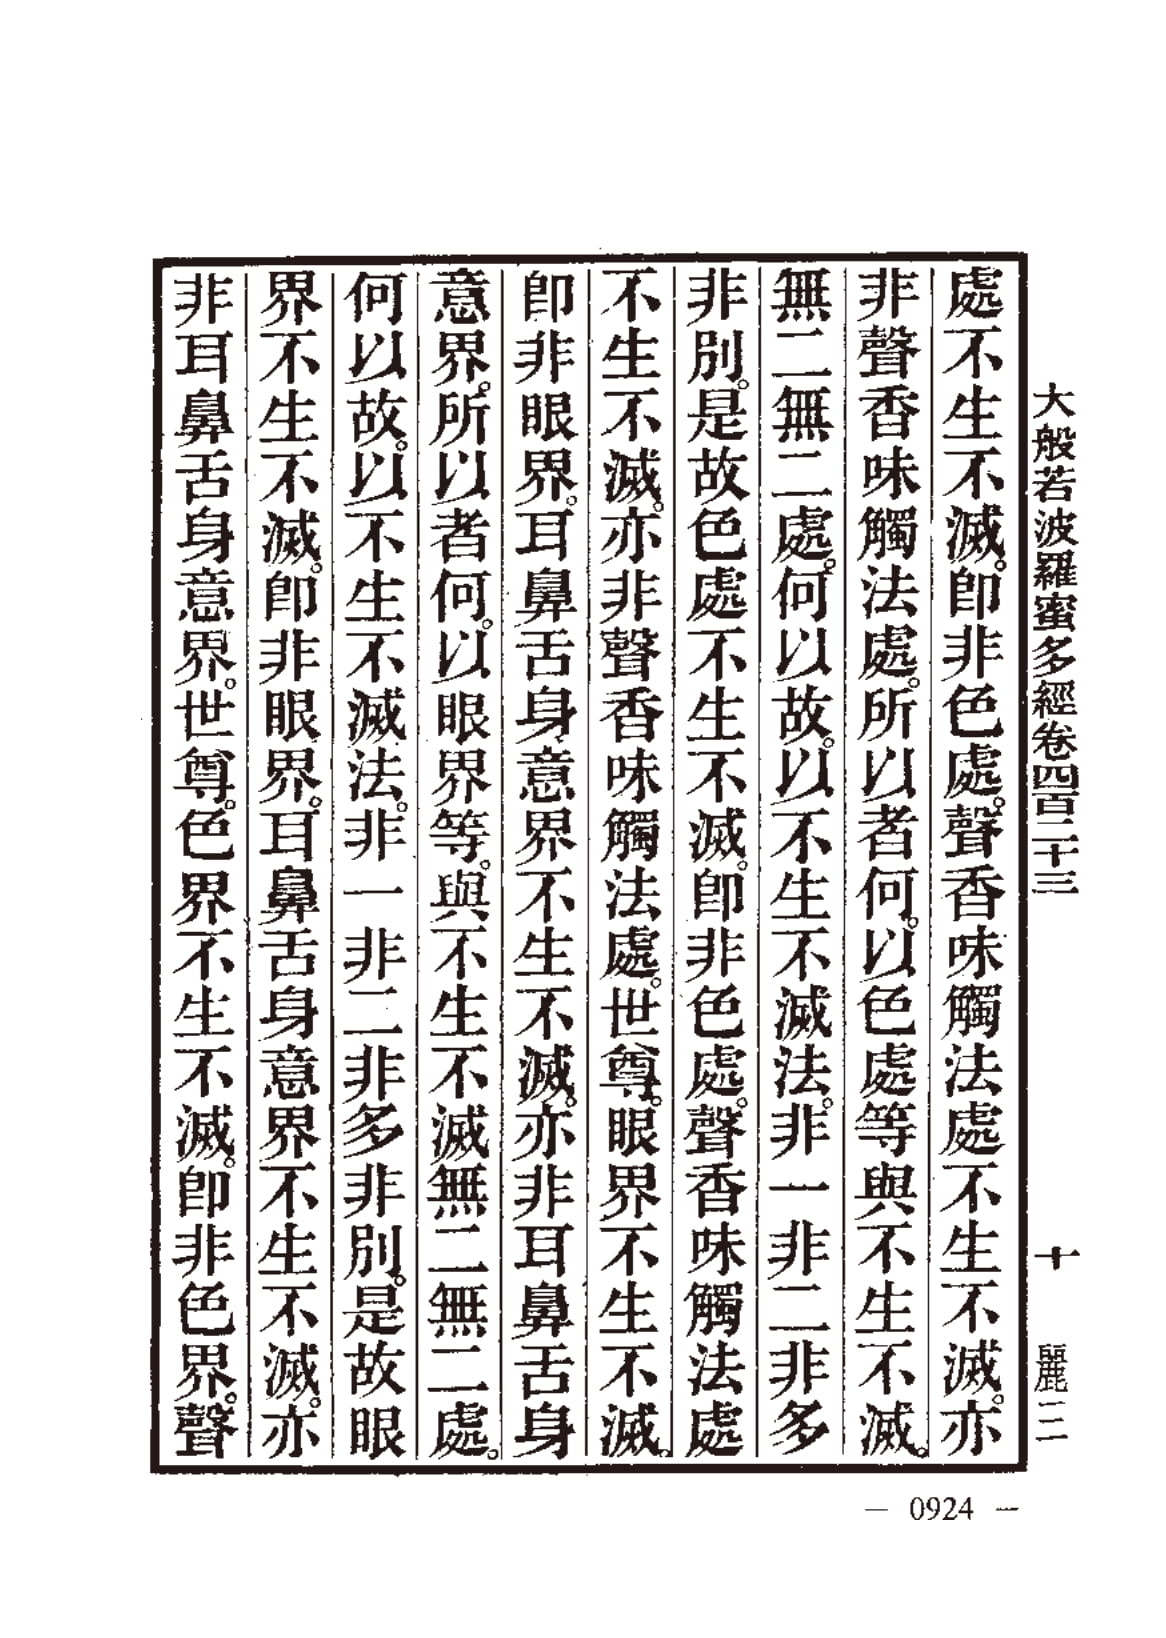 大般若波羅蜜多經卷四百二十三　十　麗二
處不生不滅。卽非色處。聲香味觸法處不生不滅。亦
非聲香味觸法處。所以者何。以色處等與不生不滅。
無二無二處。何以故。以不生不滅法。非一非二非多
非別。是故色處不生不滅。卽非色處。聲香味觸法處
不生不滅。亦非聲香味觸法處。世尊。眼界不生不滅。
卽非眼界。耳鼻舌身意界不生不滅。亦非耳鼻舌身
意界。所以者何。以眼界等。與不生不滅無二無二處。
何以故。以不生不滅法。非一非二非多非別。是故眼
界不生不滅。卽非眼界。耳鼻舌身意界不生不滅。亦
非耳鼻舌身意界。世尊。色界不生不滅。卽非色界。聲
— 0924 —